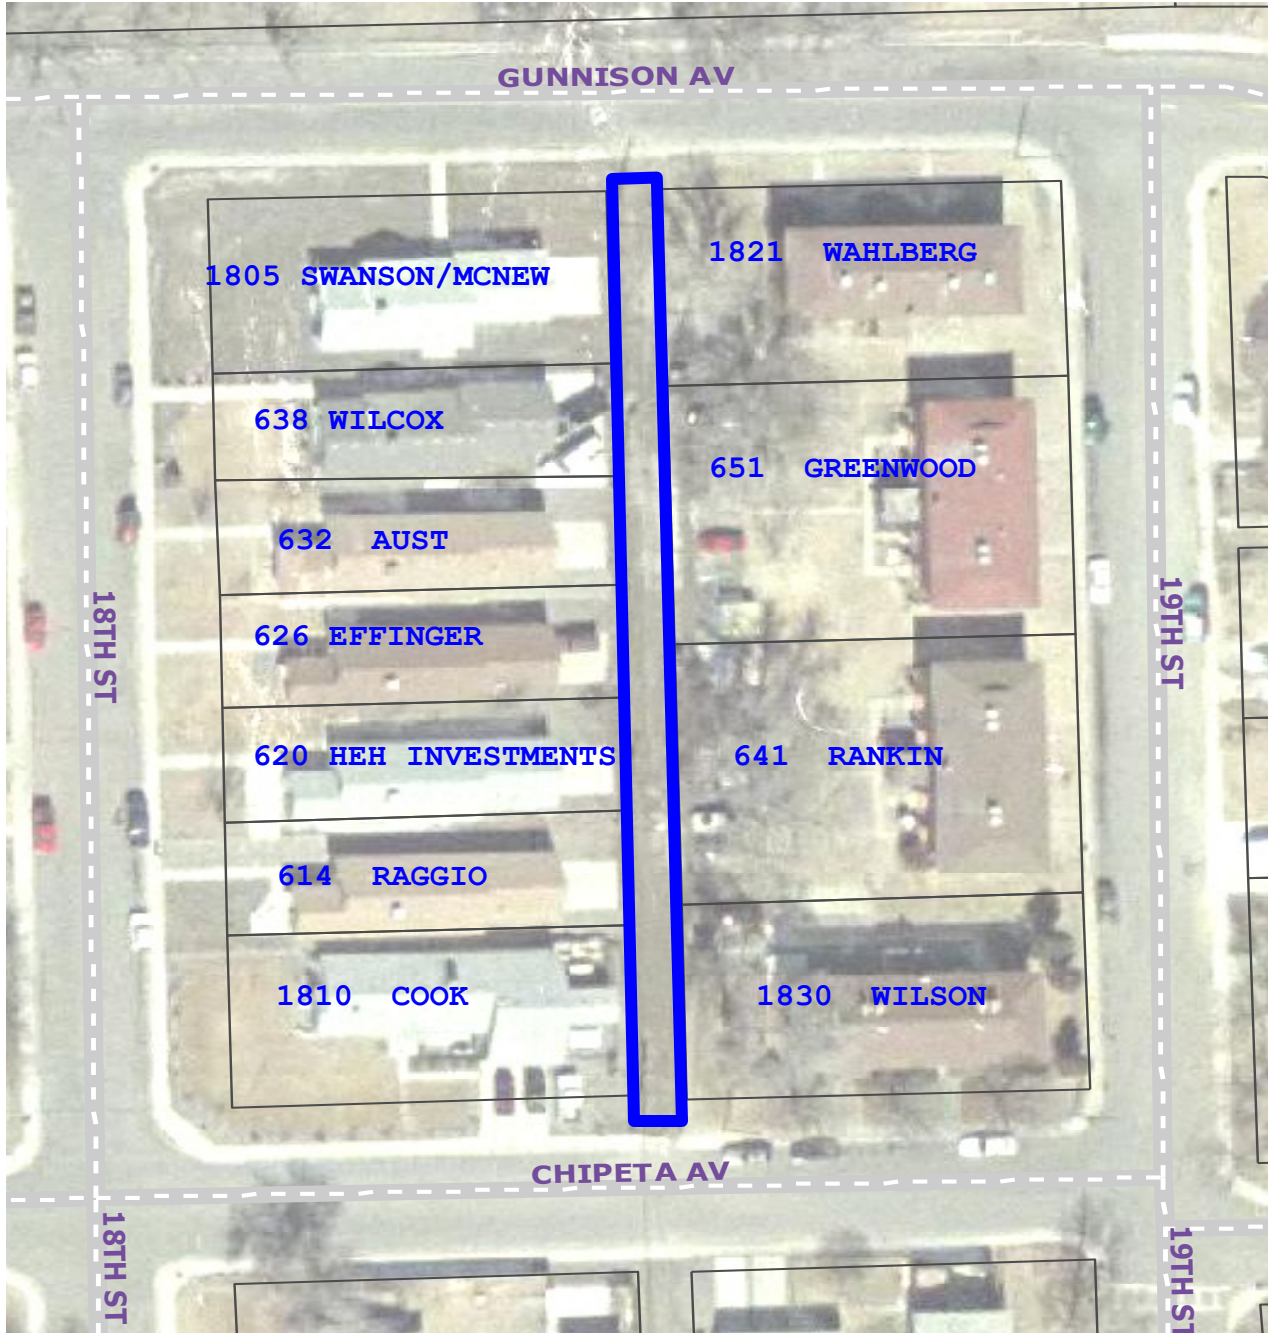 GUNNISON AV
1805 SWANSON/MCNEW
1821 WAHLBERG
638 WILCOX
651 GREENWOOD
632 AUST
18TH ST
19TH ST
626 EFFINGER
620 HEH INVESTMENTS
641 RANKIN
614 RAGGIO
1810 COOK
1830 WILSON
CHIPETA AV
18TH ST
19TH ST